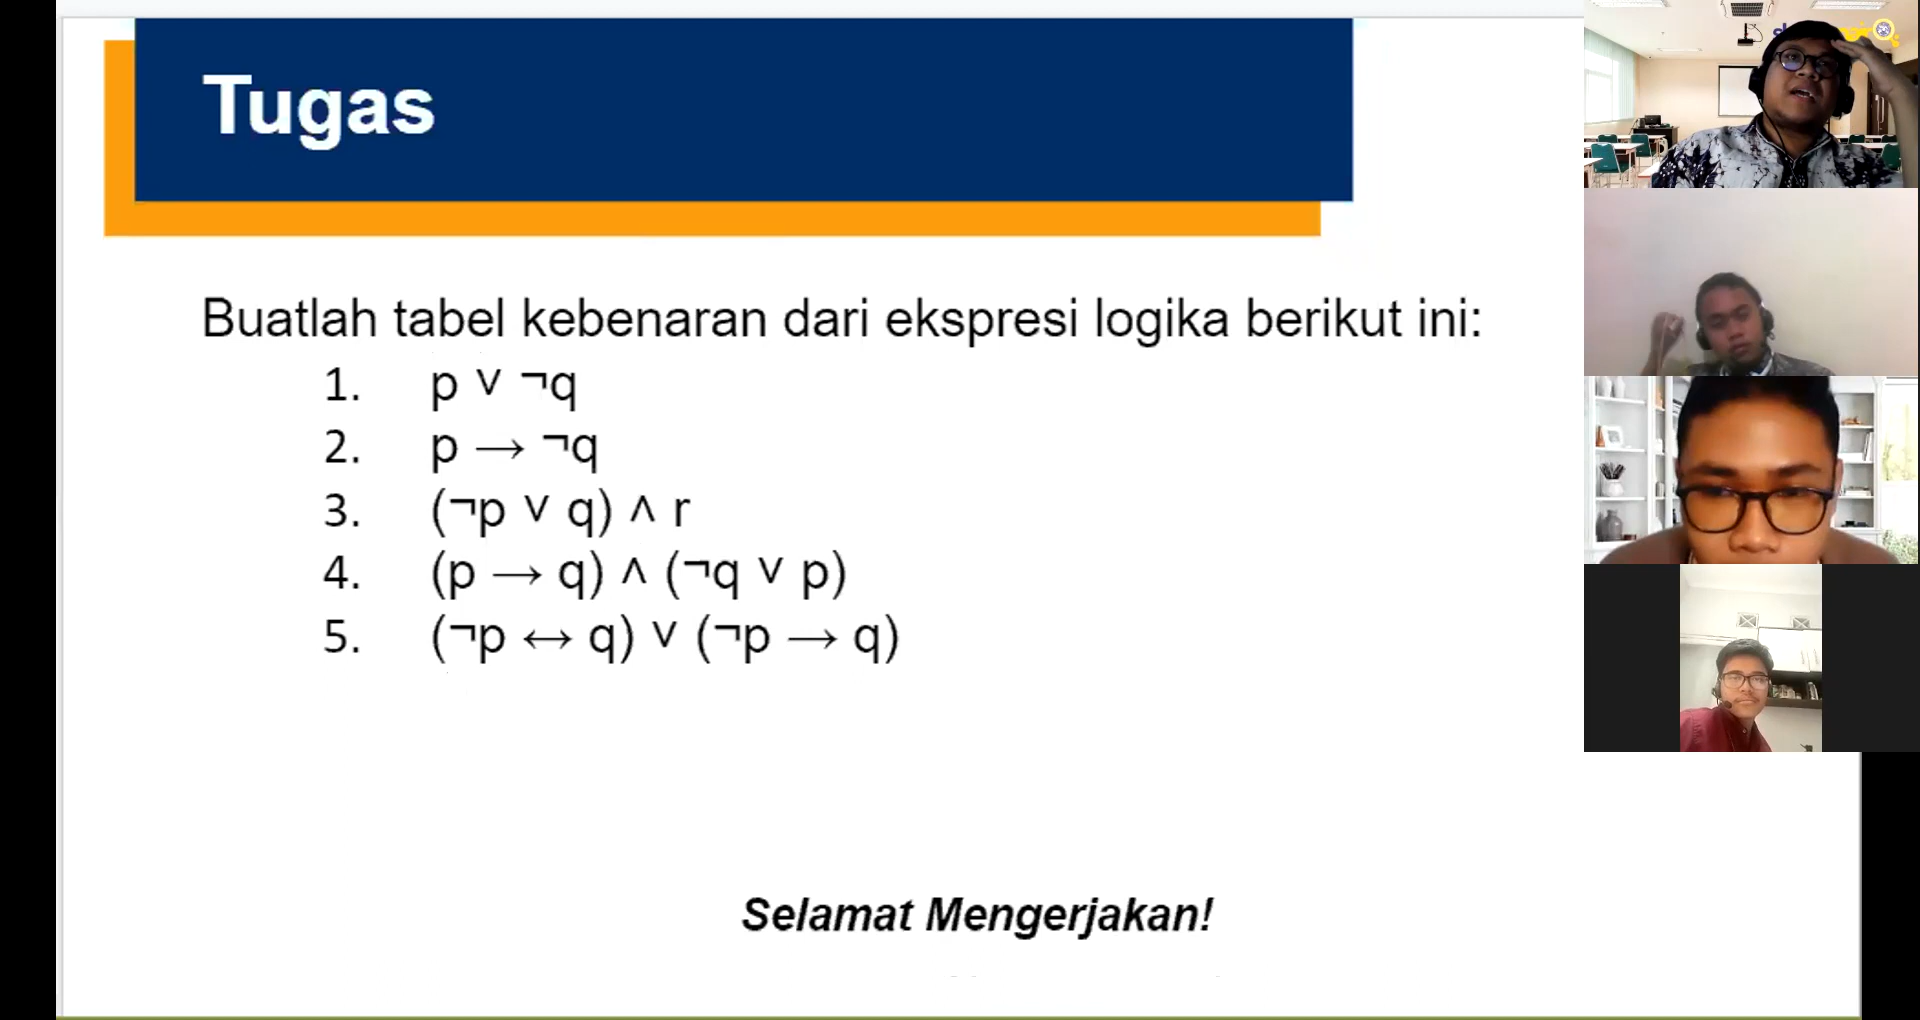 Tugas
Buatlah tabel kebenaran dari ekspresi logika berikut ini:
1. p ∨ ¬q
2. p → ¬q
3. (¬p ∨ q) ∧ r
4. (p → q) ∧ (¬q ∨ p)
5. (¬p ↔ q) ∨ (¬p → q)
Selamat Mengerjakan!